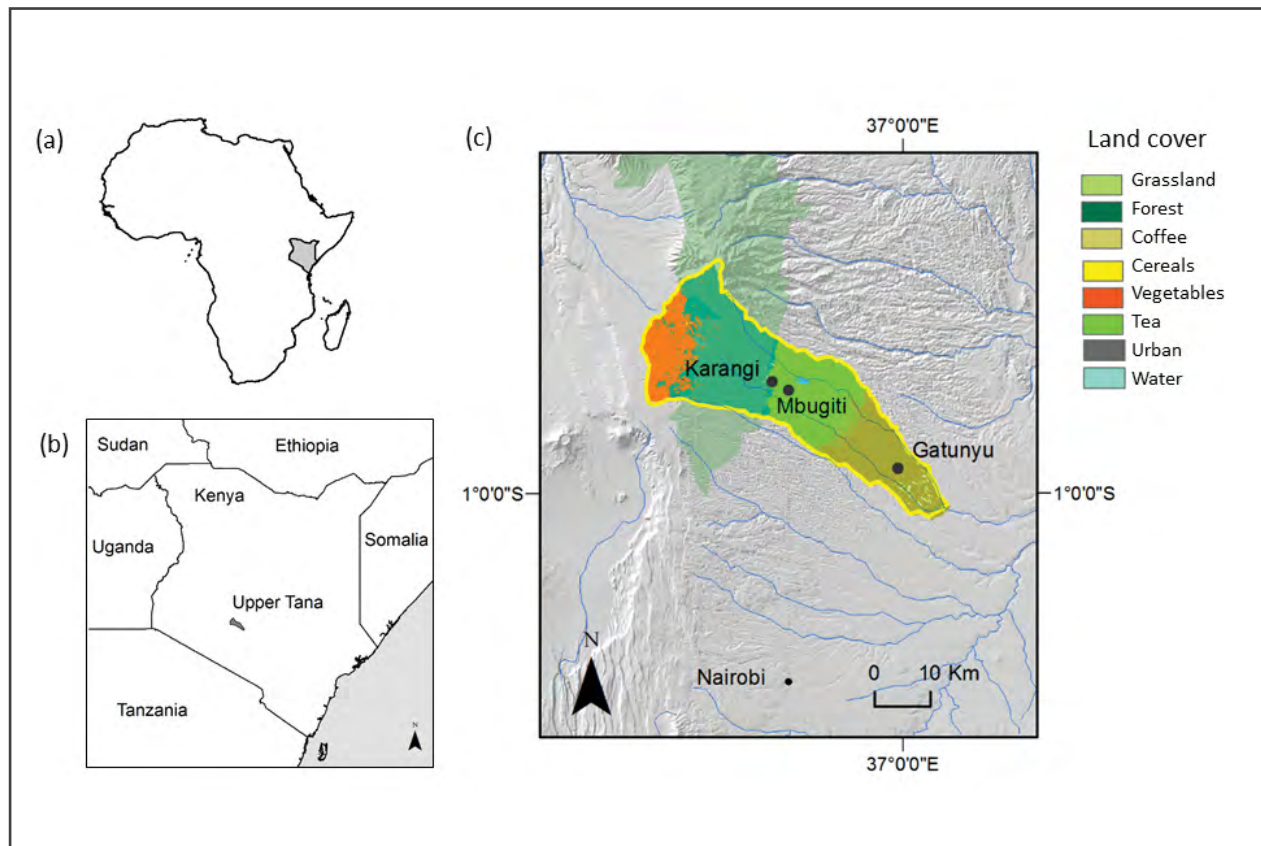 (a)
(b)
Sudan
Ethiopia
Kenya
Uganda
Somalia
Upper Tana
Tanzania
N
(c)
37°0'0"E
1°0'0"S
1°0'0"S
Karangi
Mbugiti
Gatunyu
N
Nairobi
0 10 Km
37°0'0"E
Land cover
Grassland
Forest
Coffee
Cereals
Vegetables
Tea
Urban
Water